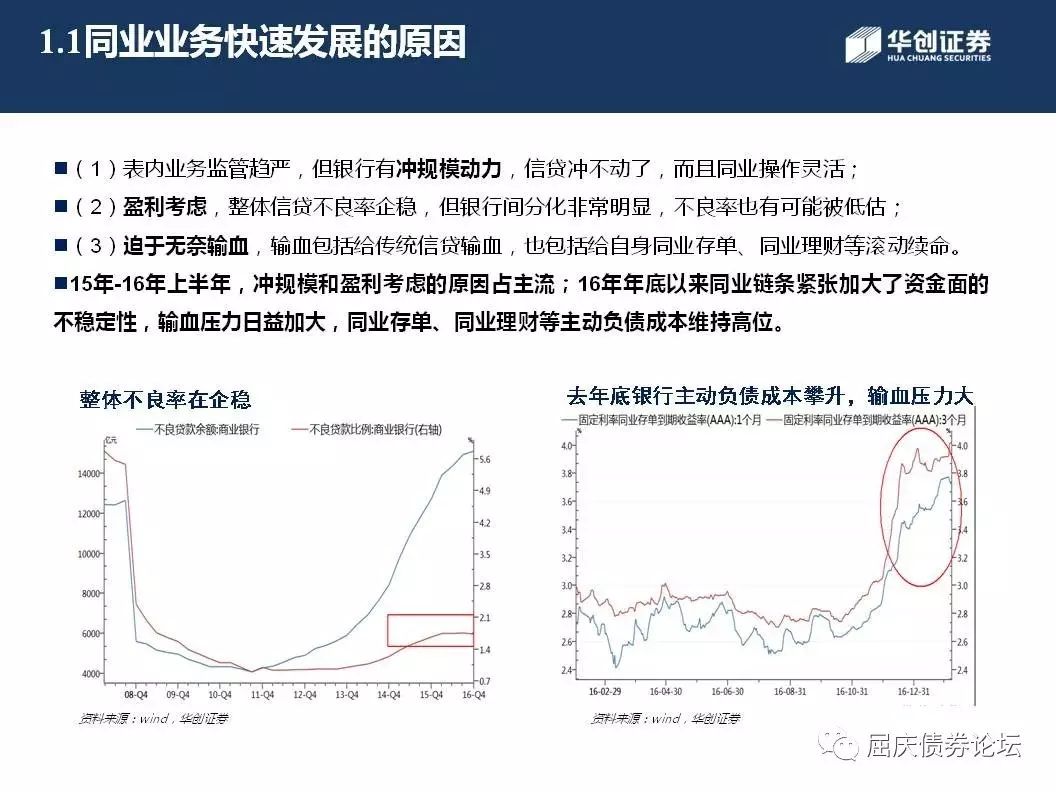 1.1同业业务快速发展的原因
华创证券
HUA CHUANG SECURITIES
■（1）表内业务监管趋严，但银行有冲规模动力，信贷冲不动了，而且同业操作灵活；
■（2）盈利考虑，整体信贷不良率企稳，但银行间分化非常明显，不良率也有可能被低估；
■（3）迫于无奈输血，输血包括给传统信贷输血，也包括给自身同业存单、同业理财等滚动续命。
■15年-16年上半年，冲规模和盈利考虑的原因占主流；16年年底以来同业链条紧张加大了资金面的
不稳定性，输血压力日益加大，同业存单、同业理财等主动负债成本维持高位。
整体不良率在企稳
不良贷款余额:商业银行 不良贷款比例:商业银行(右轴)
亿元 %
14000
12000
10000
8000
6000
4000
5.6
4.9
4.2
3.5
2.8
2.1
1.4
0.7
08-Q4 09-Q4 10-Q4 11-Q4 12-Q4 13-Q4 14-Q4 15-Q4 16-Q4
资料来源：wind，华创证券
去年底银行主动负债成本攀升，输血压力大
固定利率同业存单到期收益率(AAA):1个月 固定利率同业存单到期收益率(AAA):3个月
% %
4.0
3.8
3.6
3.4
3.2
3.0
2.8
2.6
2.4
4.0
3.8
3.6
3.4
3.2
3.0
2.8
2.6
2.4
16-02-29 16-04-30 16-06-30 16-08-31 16-10-31 16-12-31
资料来源：wind，华创证券
屈庆债券论坛